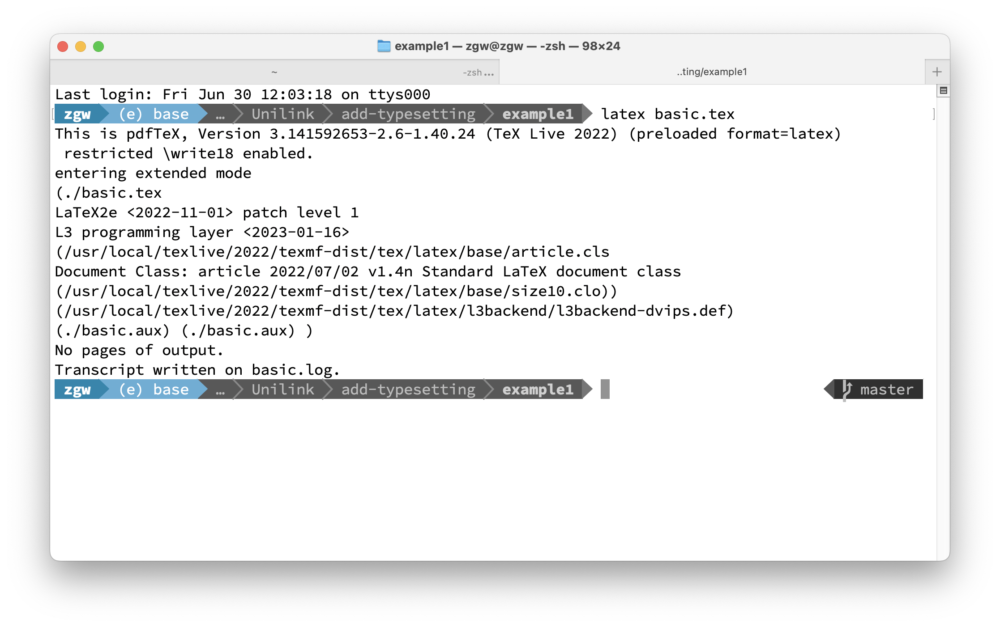 example1 — zgw@zgw — -zsh — 98×24
~ -zsh ... ..ting/example1 +
Last login: Fri Jun 30 12:03:18 on ttys000
zgw (e) base … Unilink add-typesetting example1 latex basic.tex
This is pdfTeX, Version 3.141592653-2.6-1.40.24 (TeX Live 2022) (preloaded format=latex)
 restricted \write18 enabled.
entering extended mode
(./basic.tex
LaTeX2e <2022-11-01> patch level 1
L3 programming layer <2023-01-16>
(/usr/local/texlive/2022/texmf-dist/tex/latex/base/article.cls
Document Class: article 2022/07/02 v1.4n Standard LaTeX document class
(/usr/local/texlive/2022/texmf-dist/tex/latex/base/size10.clo))
(/usr/local/texlive/2022/texmf-dist/tex/latex/l3backend/l3backend-dvips.def)
(./basic.aux) (./basic.aux) )
No pages of output.
Transcript written on basic.log.
zgw (e) base … Unilink add-typesetting example1 master